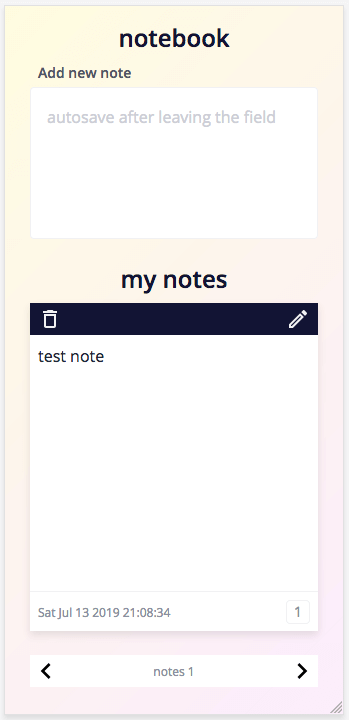 notebook
Add new note
autosave after leaving the field
my notes
test note
Sat Jul 13 2019 21:08:34
1
notes 1